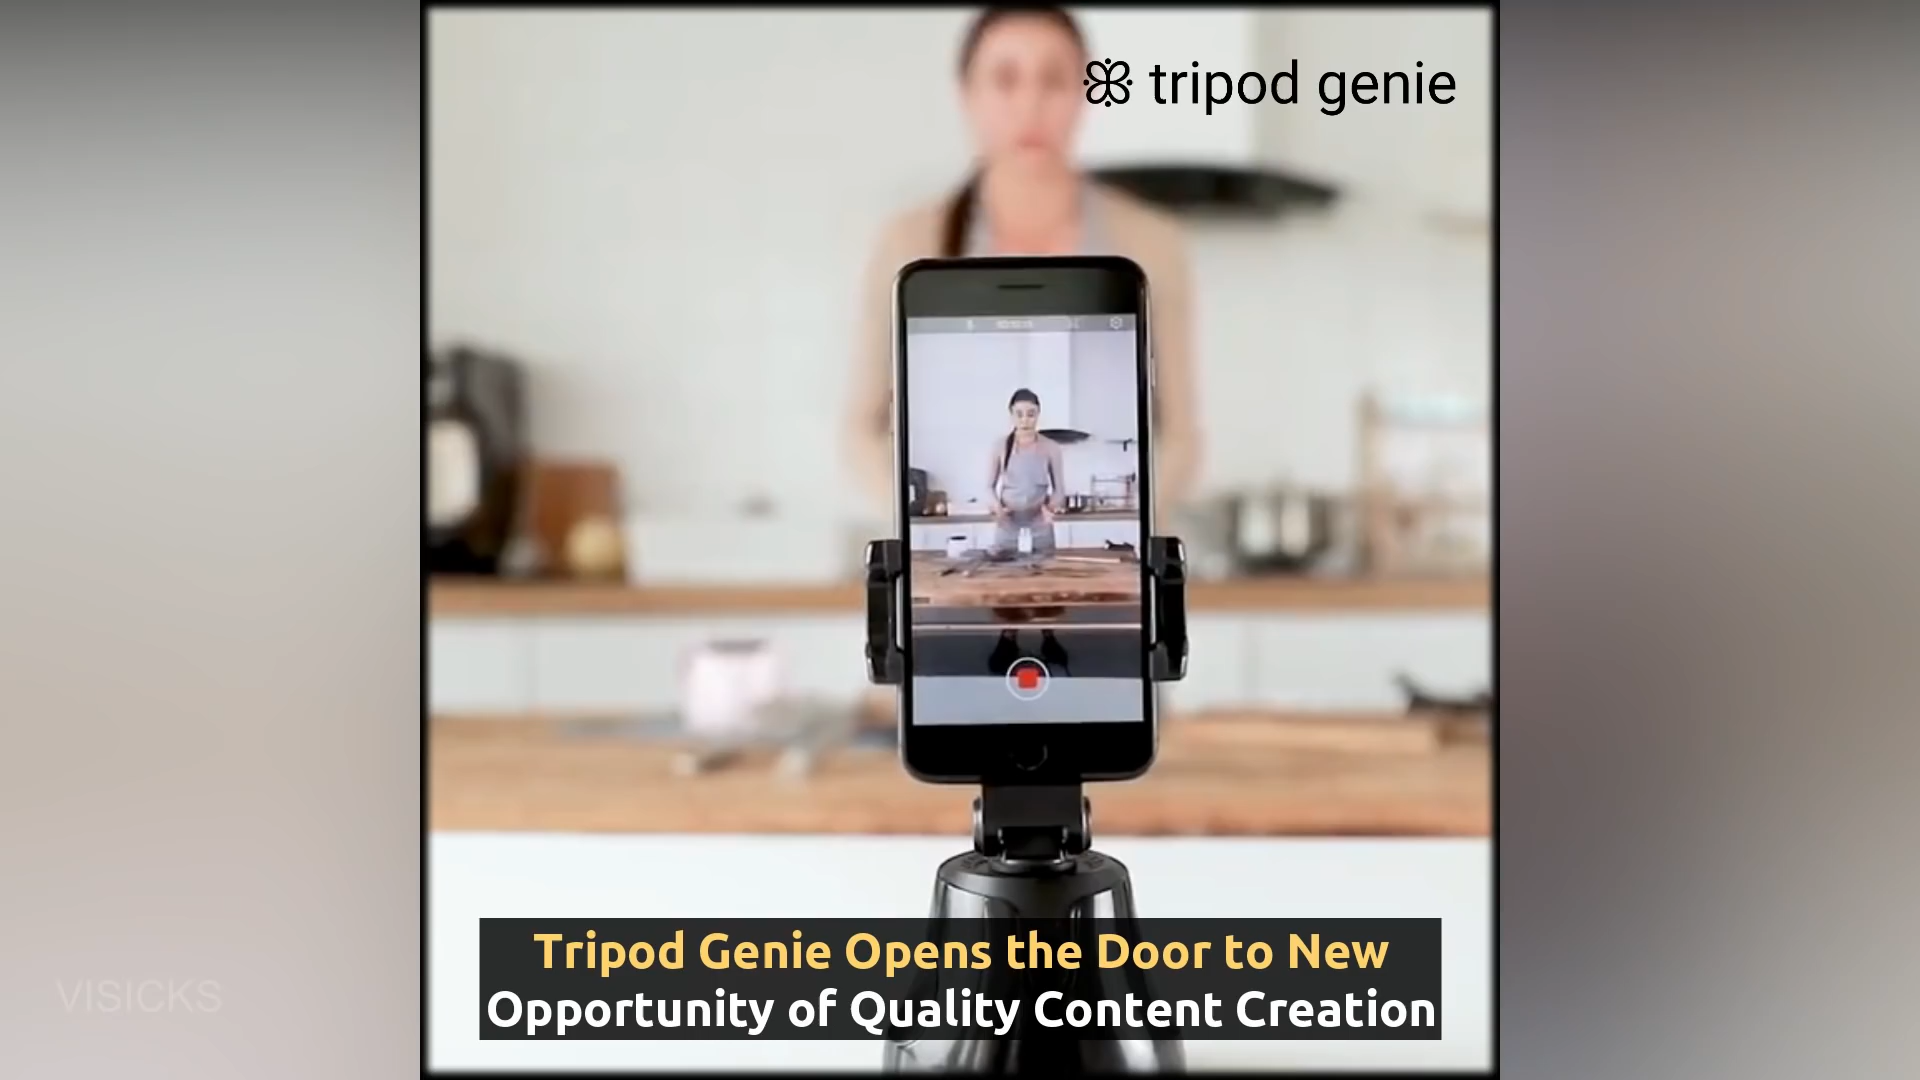 tripod genie
Tripod Genie Opens the Door to New
Opportunity of Quality Content Creation
VISICKS